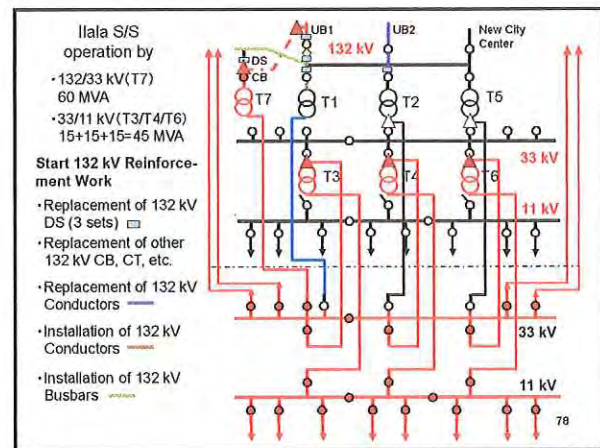 Ilala S/S
operation by
・132/33 kV(T7)
60 MVA
・33/11 kV(T3/T4/T6)
15+15+15=45 MVA
Start 132 kV Reinforce-
ment Work
・Replacement of 132 kV
DS (3 sets)
・Replacement of other
132 kV CB, CT, etc.
・Replacement of 132 kV
Conductors
・Installation of 132 kV
Conductors
・Installation of 132 kV
Busbars
UB1
132 kV
UB2
New City
Center
DS
CB
T7
T1
T2
T5
33 kV
T3
T4
T6
11 kV
33 kV
11 kV
78